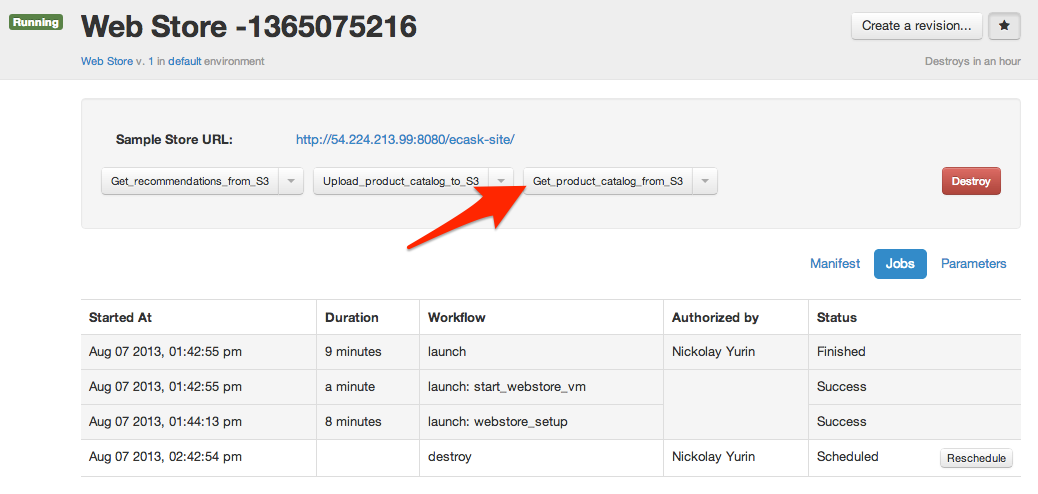 Running
Web Store -1365075216
Create a revision...
Web Store v. 1 in default environment
Destroys in an hour
Sample Store URL: http://54.224.213.99:8080/ecask-site/
Get_recommendations_from_S3 Upload_product_catalog_to_S3 Get_product_catalog_from_S3 Destroy
Manifest Jobs Parameters
Started At Duration Workflow Authorized by Status
Aug 07 2013, 01:42:55 pm 9 minutes launch Nickolay Yurin Finished
Aug 07 2013, 01:42:55 pm a minute launch: start_webstore_vm Success
Aug 07 2013, 01:44:13 pm 8 minutes launch: webstore_setup Success
Aug 07 2013, 02:42:54 pm destroy Nickolay Yurin Scheduled Reschedule